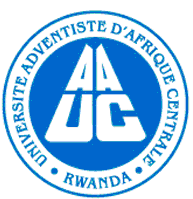 UNIVERSITE ADVENTISTE D'AFRIQUE CENTRALE
AA
UC
• RWANDA •